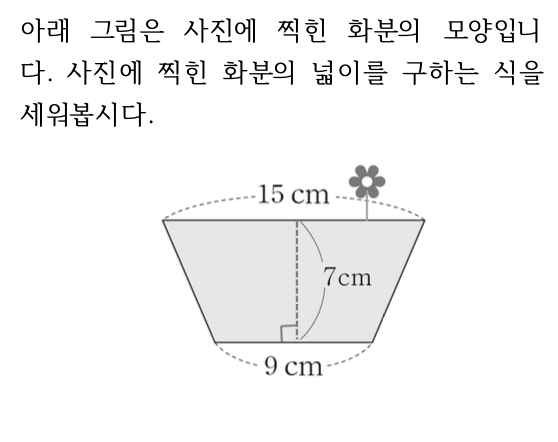 아래 그림은 사진에 찍힌 화분의 모양입니
다. 사진에 찍힌 화분의 넓이를 구하는 식을
세워봅시다.
15 cm
7cm
9 cm